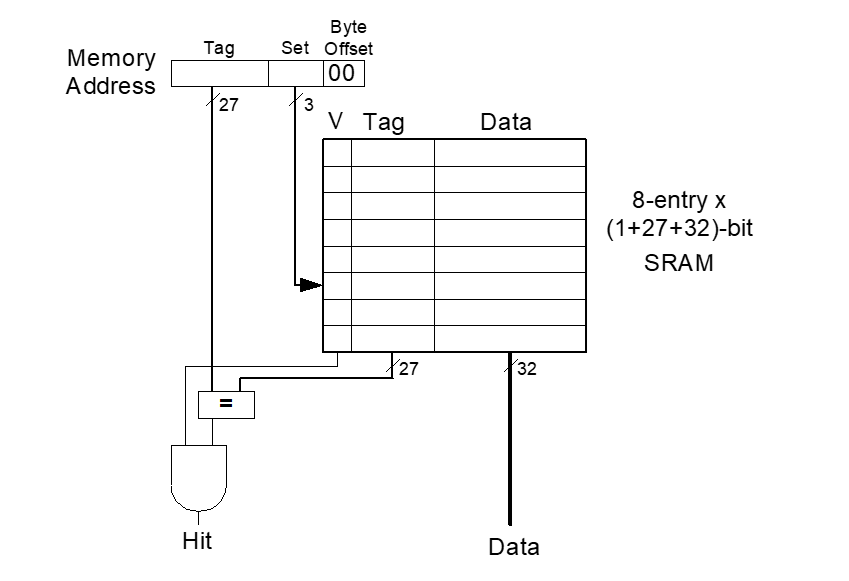 Memory
Address
Tag
Set
Byte
Offset
00
27
3
V
Tag
Data
8-entry x
(1+27+32)-bit
SRAM
27
32
=
Hit
Data